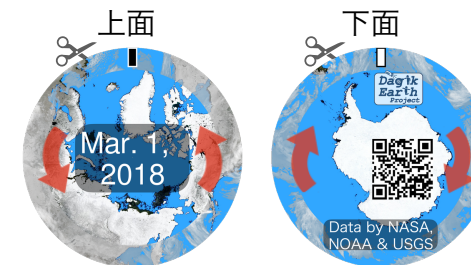 上面
下面
Mar. 1,
2018
Dagik
Earth
Project
Data by NASA,
NOAA & USGS